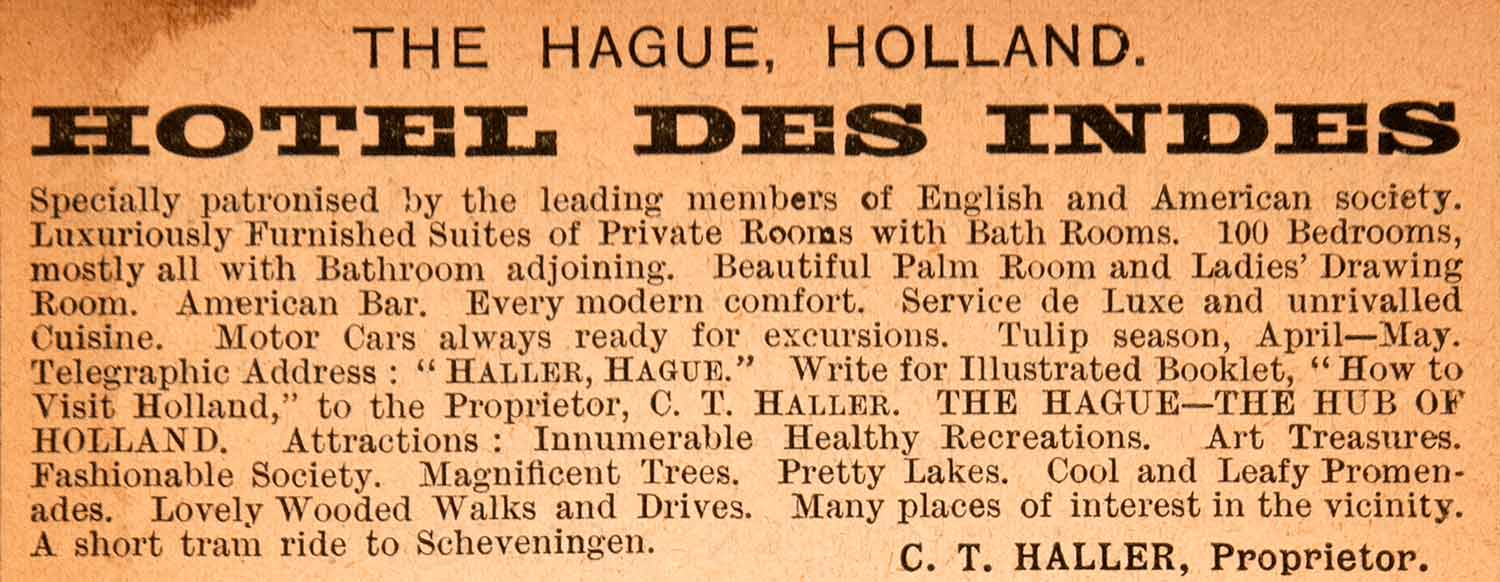 THE HAGUE, HOLLAND.
HOTEL DES INDES
Specially patronised by the leading members of English and American society.
Luxuriously Furnished Suites of Private Rooms with Bath Rooms. 100 Bedrooms,
mostly all with Bathroom adjoining. Beautiful Palm Room and Ladies' Drawing
Room. American Bar. Every modern comfort. Service de Luxe and unrivalled
Cuisine. Motor Cars always ready for excursions. Tulip season, April—May.
Telegraphic Address : "HALLER, HAGUE." Write for Illustrated Booklet, "How to
Visit Holland," to the Proprietor, C. T. HALLER. THE HAGUE—THE HUB OF
HOLLAND. Attractions : Innumerable Healthy Recreations. Art Treasures.
Fashionable Society. Magnificent Trees. Pretty Lakes. Cool and Leafy Promen-
ades. Lovely Wooded Walks and Drives. Many places of interest in the vicinity.
A short tram ride to Scheveningen.
C. T. HALLER, Proprietor.